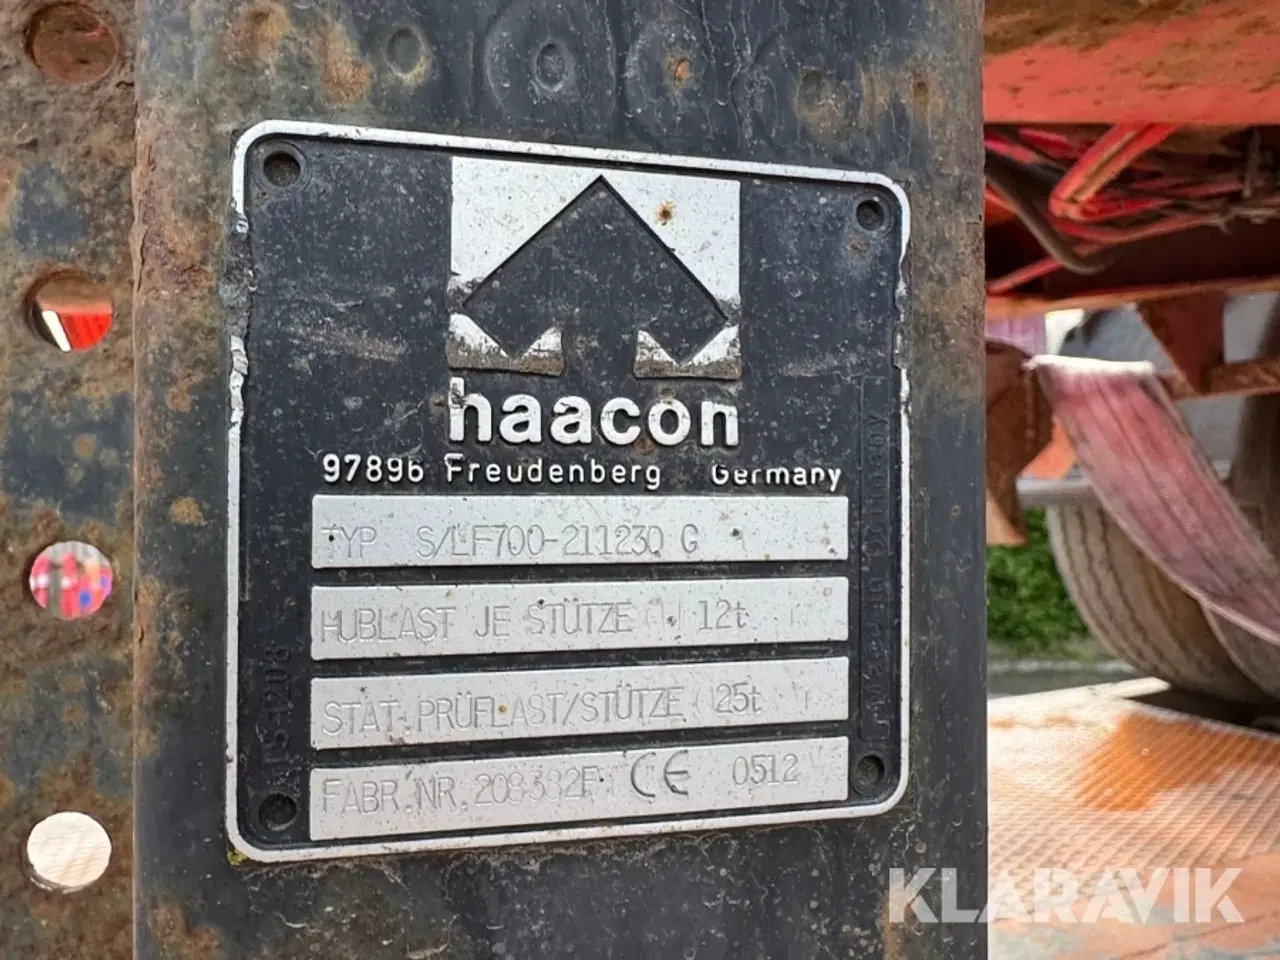 haacon
97896 Freudenberg Germany
TYP S/LF700-211230 G
HUBLAST JE STÜTZE 12t
STAT. PRÜFLAST/STÜTZE 25t
FABR.NR. 208382F CE 0512
KLARAVIK